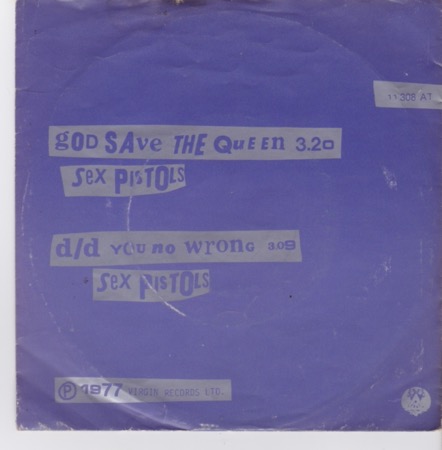 11 308 AT
goD SAve THE QuEEn 3.20
SeX PISTOLS
d/d YOU no wronG 3.09
SeX PISTOLS
℗ 1977 VIRGIN RECORDS LTD.